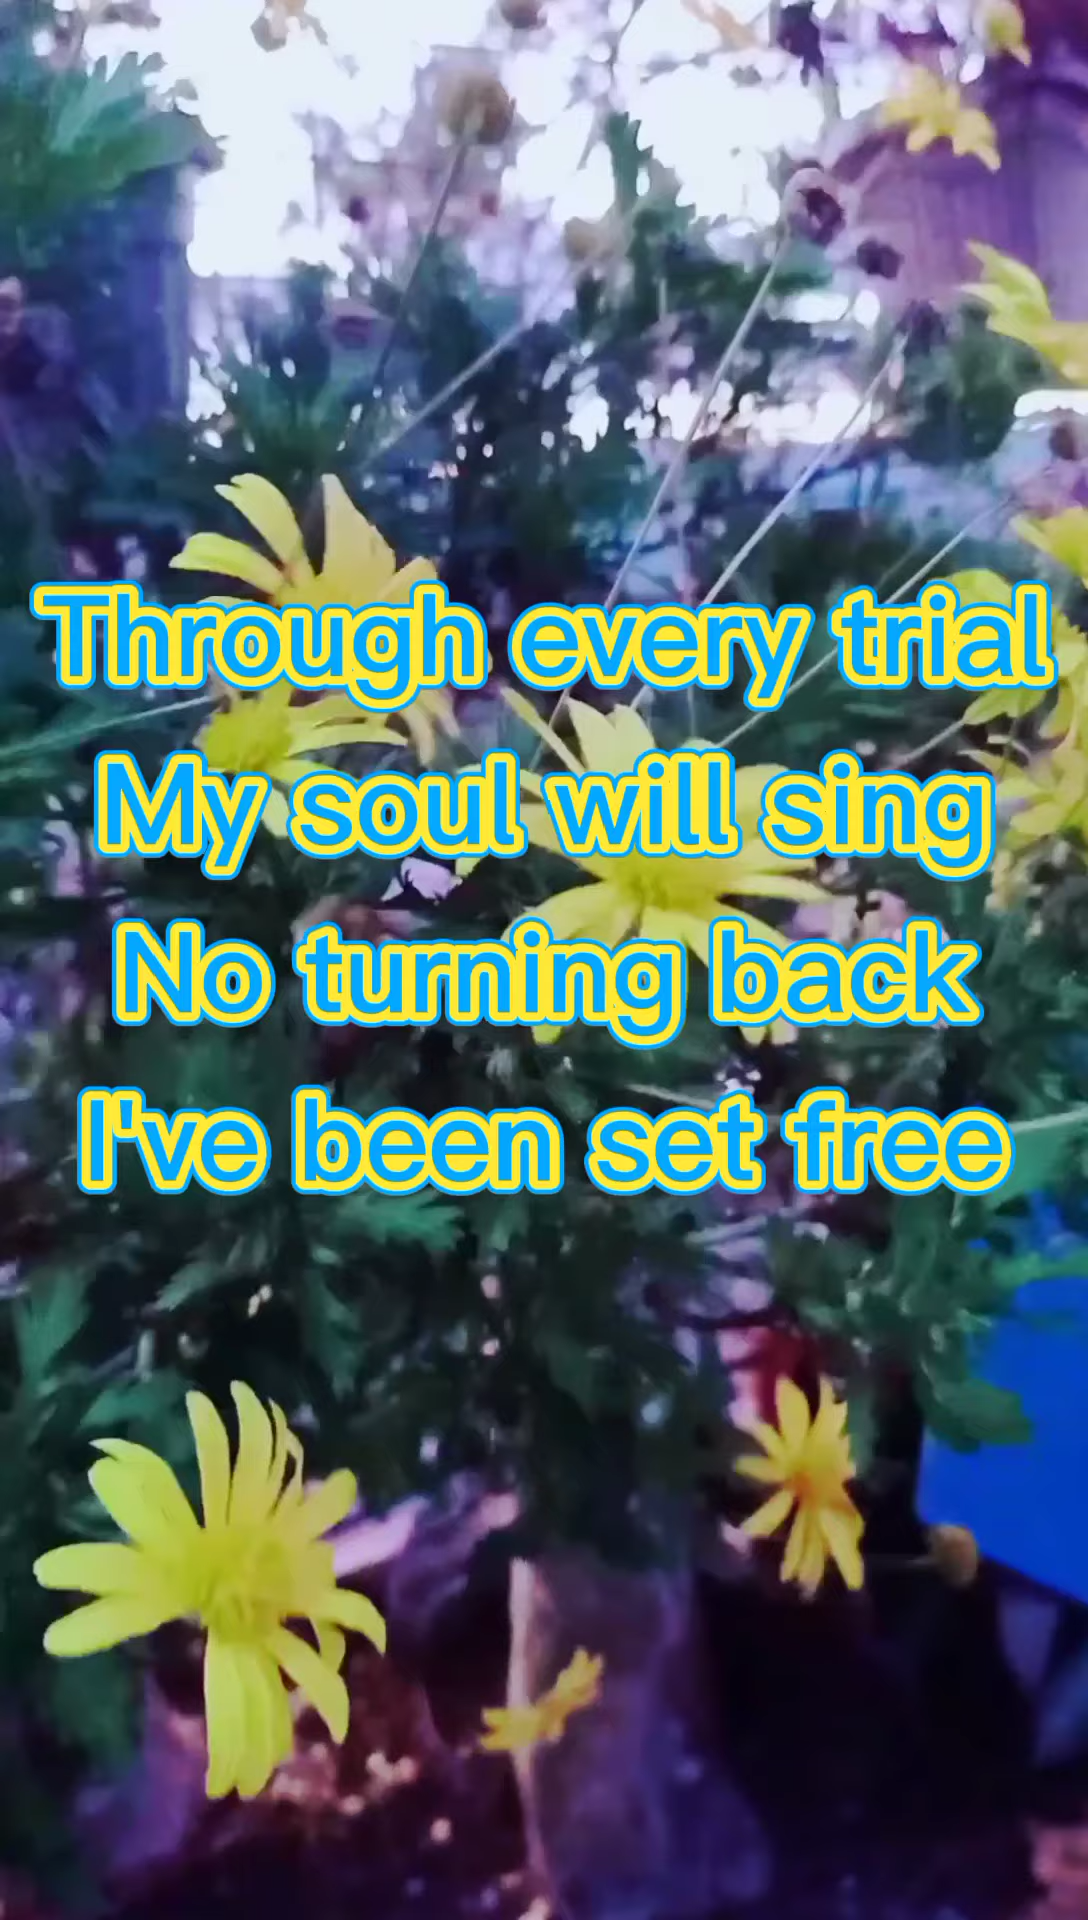 Through every trial
My soul will sing
No turning back
I've been set free